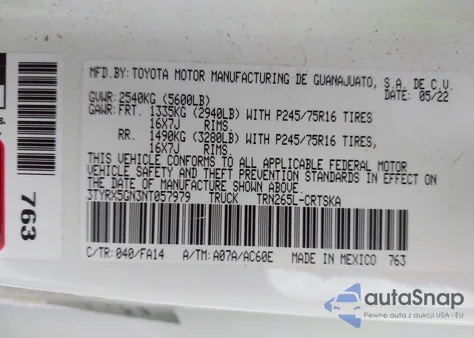 MFD. BY: TOYOTA MOTOR MANUFACTURING DE GUANAJUATO, S.A. DE C.V.
DATE: 05/22
GVWR: 2540KG (5600LB)
GAWR: FRT. 1335KG (2940LB) WITH P245/75R16 TIRES
16X7J RIMS,
RR. 1490KG (3280LB) WITH P245/75R16 TIRES,
16X7J RIMS.
THIS VEHICLE CONFORMS TO ALL APPLICABLE FEDERAL MOTOR
VEHICLE SAFETY AND THEFT PREVENTION STANDARDS IN EFFECT ON
THE DATE OF MANUFACTURE SHOWN ABOVE.
3TYRX5GN3NT057979 TRUCK TRN265L-CRTSKA
C/TR: 040/FA14 A/TM: A07A/AC60E MADE IN MEXICO 763
763
autoSnap
Pewne auta z aukcji USA i EU